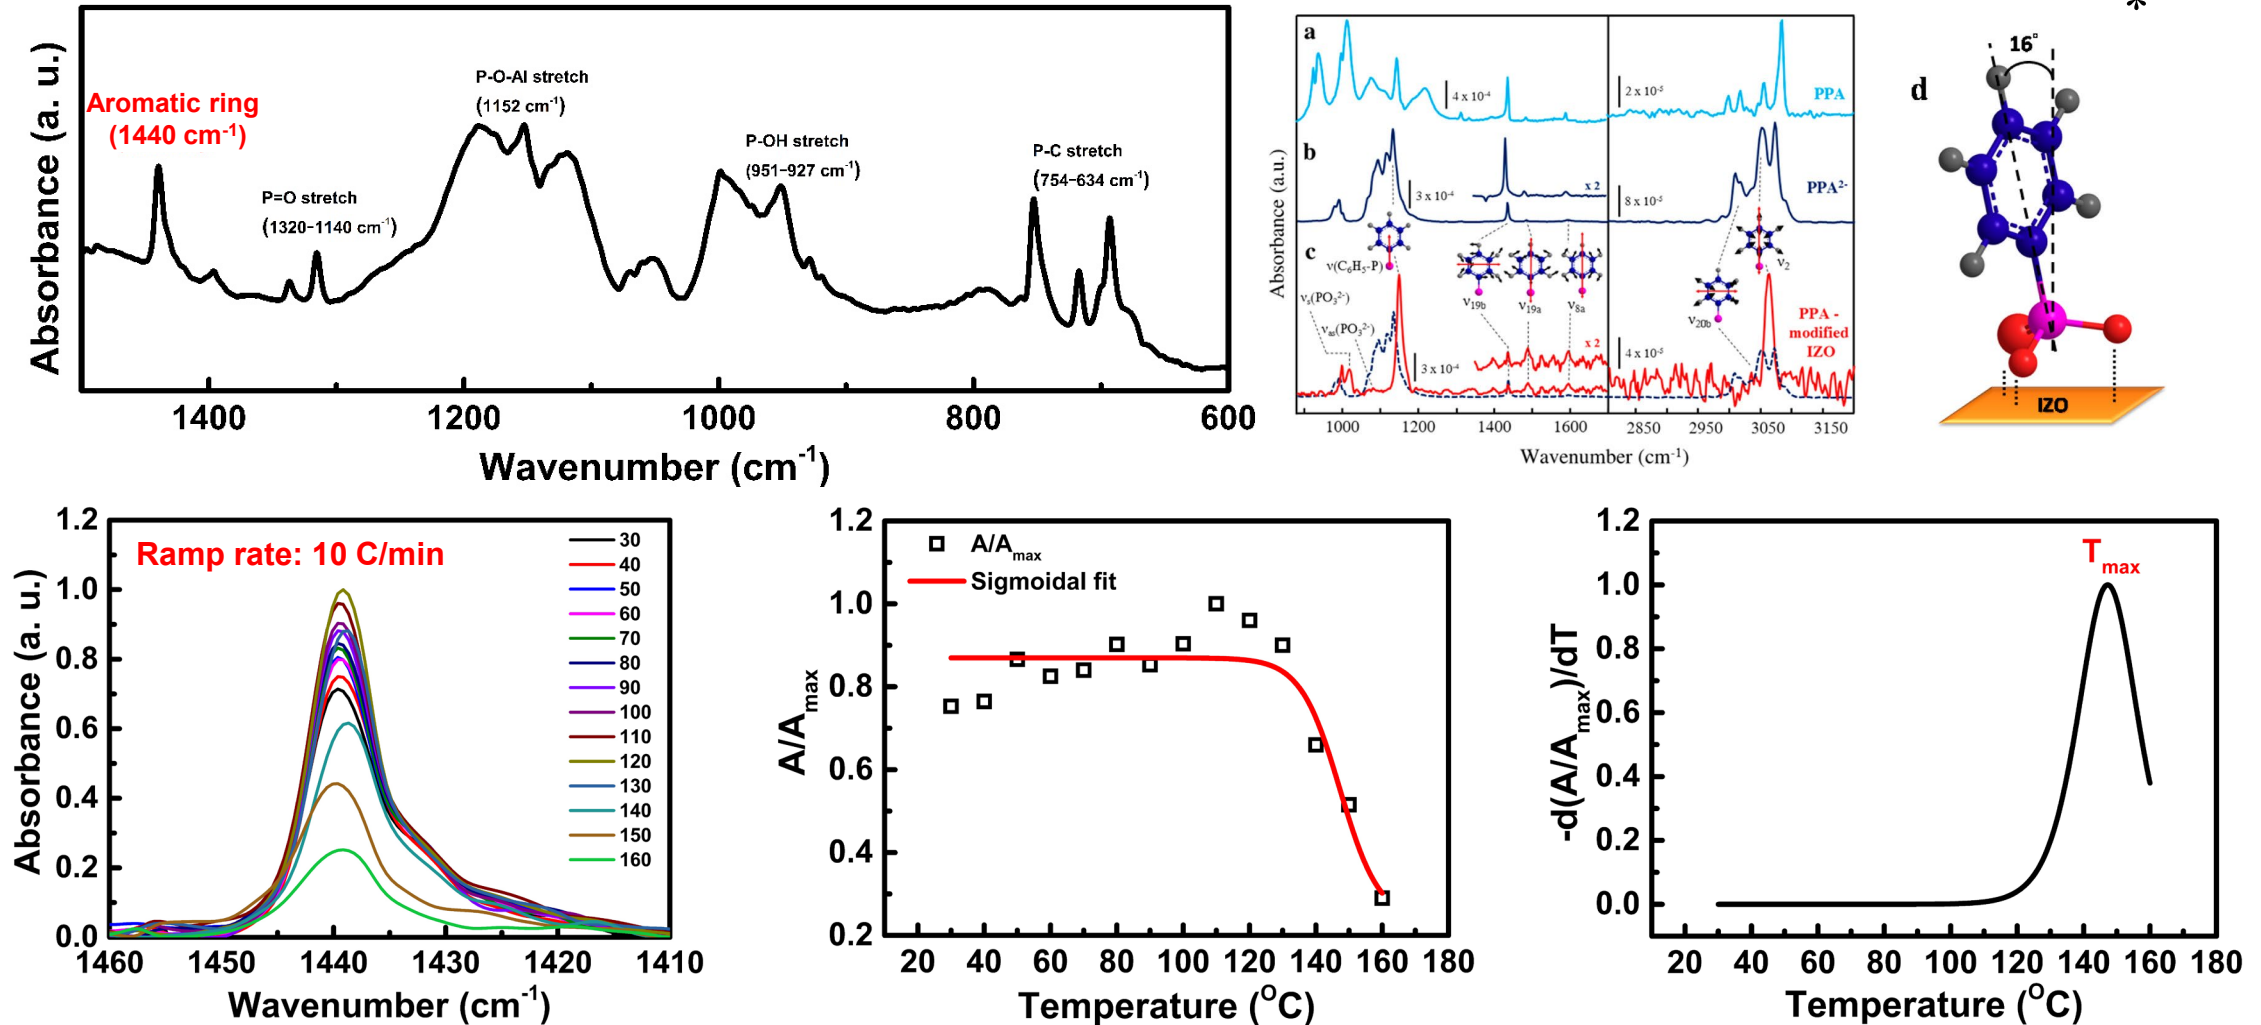 Absorbance (a. u.)
Aromatic ring
(1440 cm-1)
P=O stretch
(1320-1140 cm-1)
P-O-Al stretch
(1152 cm-1)
P-OH stretch
(951-927 cm-1)
P-C stretch
(754-634 cm-1)
1400 1200 1000 800 600
Wavenumber (cm-1)
*
Absorbance (a.u.)
a
4 x 10-4
2 x 10-5
PPA
b
3 x 10-4
x 2
8 x 10-5
PPA2-
c
ν(C6H5-P)
νs(PO32-)
νas(PO32-)
ν19b
ν19a
ν8a
ν20b
ν2
3 x 10-4
x 2
4 x 10-5
PPA -
modified
IZO
1000 1200 1400 1600 2850 2950 3050 3150
Wavenumber (cm-1)
d
16°
IZO
Absorbance (a. u.)
1.2
1.0
0.8
0.6
0.4
0.2
0.0
Ramp rate: 10 C/min
30
40
50
60
70
80
90
100
110
120
130
140
150
160
1460 1450 1440 1430 1420 1410
Wavenumber (cm-1)
A/Amax
1.2
1.0
0.8
0.6
0.4
0.2
A/Amax
Sigmoidal fit
20 40 60 80 100 120 140 160 180
Temperature (OC)
-d(A/Amax)/dT
1.2
1.0
0.8
0.6
0.4
0.2
0.0
Tmax
20 40 60 80 100 120 140 160 180
Temperature (OC)